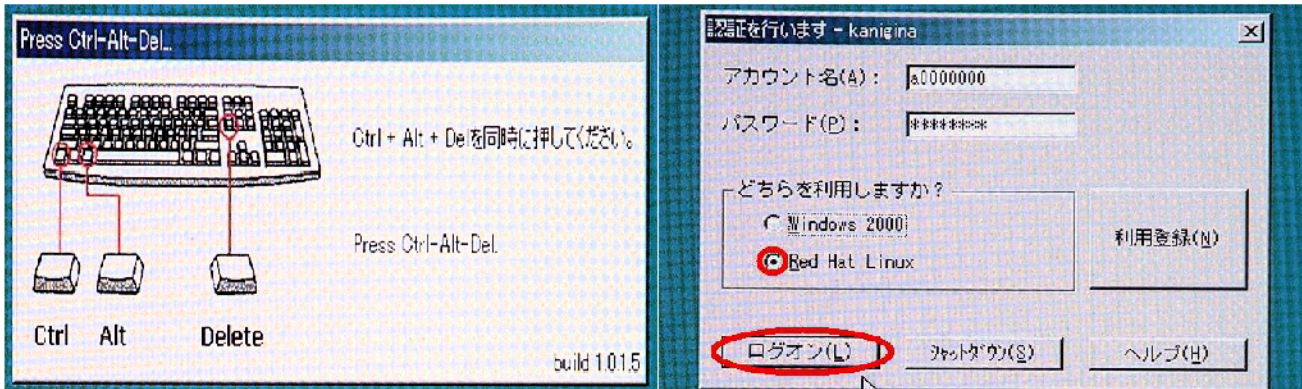 Press Ctrl-Alt-Del...
Ctrl + Alt + Delを同時に押してください。
Press Ctrl-Alt-Del.
Ctrl Alt Delete
build 1.0.1.5
認証を行います - kanigina
アカウント名(A): a0000000
パスワード(P): ********
どちらを利用しますか?
Windows 2000
Red Hat Linux
利用登録(N)
ログオン(L) シャットダウン(S) ヘルプ(H)